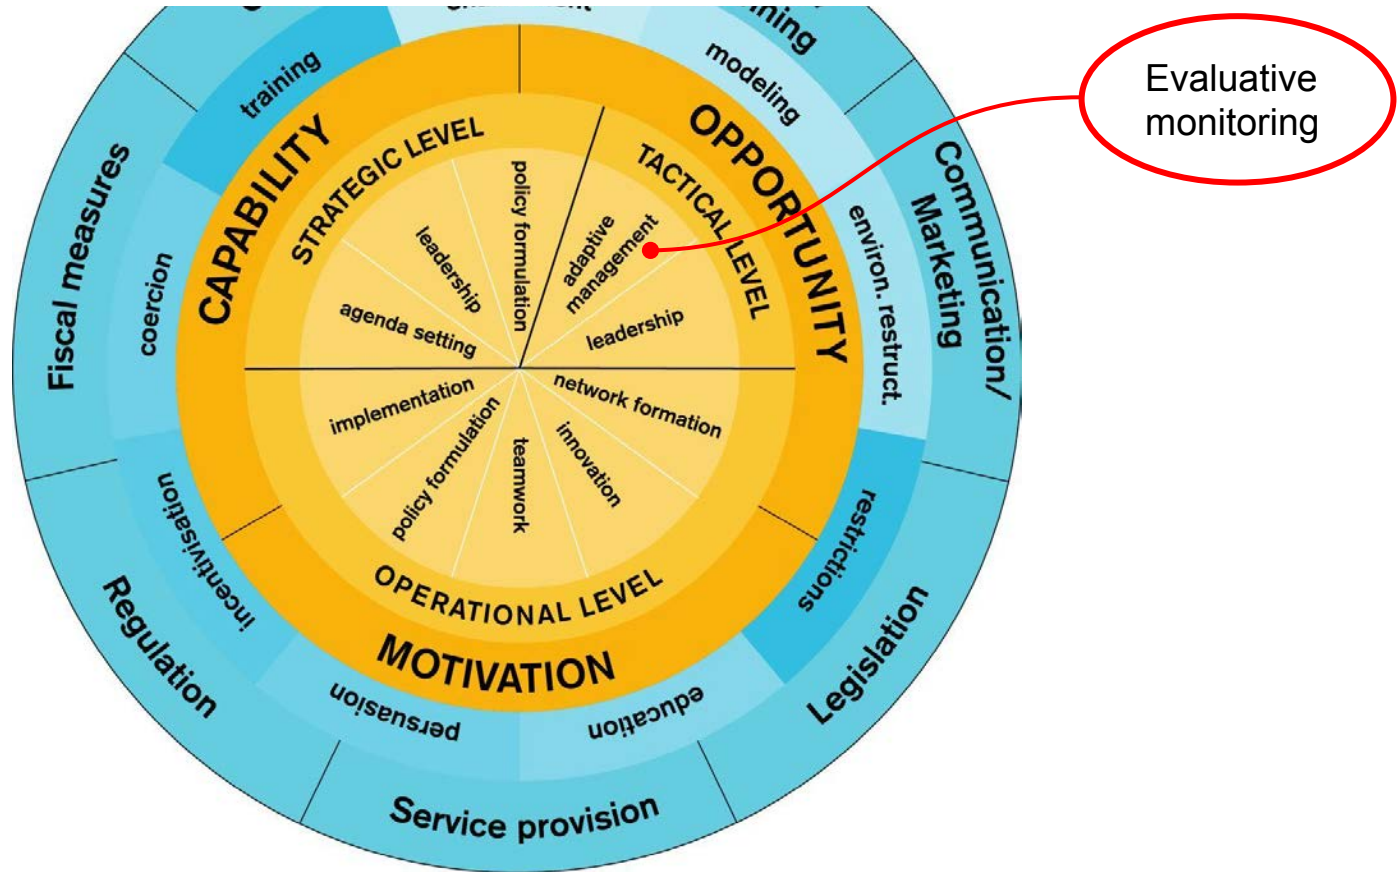 training
modeling
Evaluative
monitoring
Fiscal measures
coercion
CAPABILITY
STRATEGIC LEVEL
OPPORTUNITY
TACTICAL LEVEL
environ. restruct.
Communication/
Marketing
leadership
policy formulation
adaptive
management
agenda setting
leadership
implementation
network formation
policy formulation
teamwork
innovation
OPERATIONAL LEVEL
MOTIVATION
incentivisation
restrictions
Regulation
persuasion
education
Legislation
Service provision